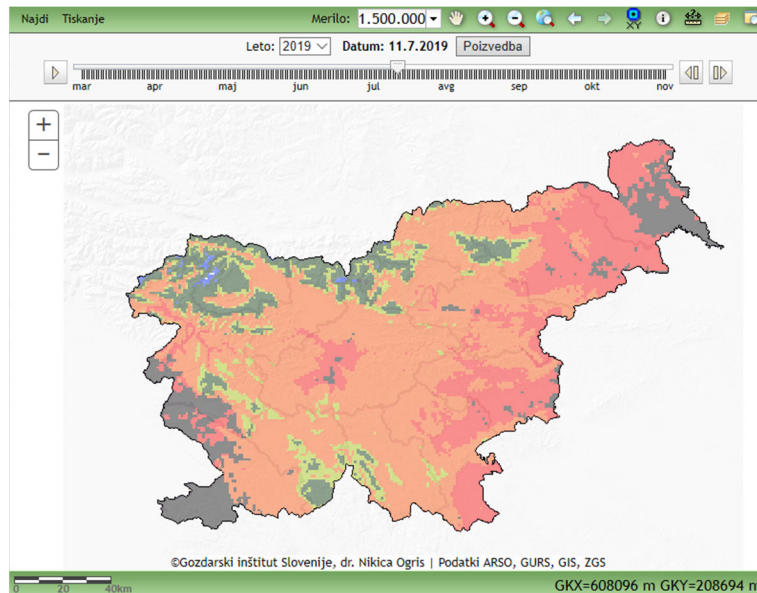 Najdi Tiskanje Merilo: 1.500.000
XY
Leto: 2019 Datum: 11.7.2019 Poizvedba
mar apr maj jun jul avg sep okt nov
+
−
©Gozdarski inštitut Slovenije, dr. Nikica Ogris | Podatki ARSO, GURS, GIS, ZGS
0 20 40km
GKX=608096 m GKY=208694 m